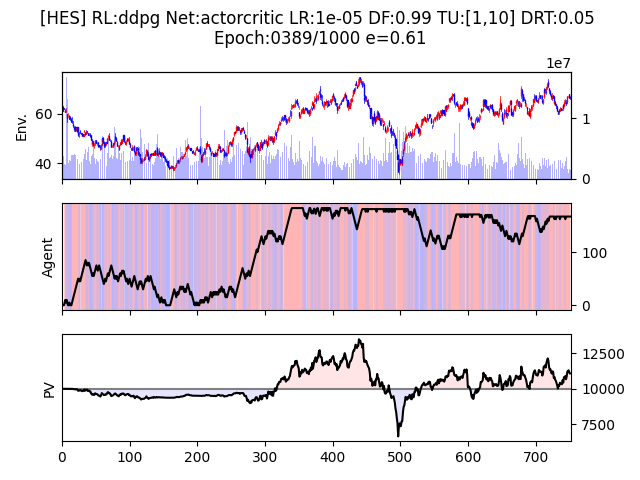 [HES] RL:ddpg Net:actorcritic LR:1e-05 DF:0.99 TU:[1,10] DRT:0.05
Epoch:0389/1000 e=0.61
1e7
Env.
60
40
1
0
Agent
100
0
PV
12500
10000
7500
0 100 200 300 400 500 600 700